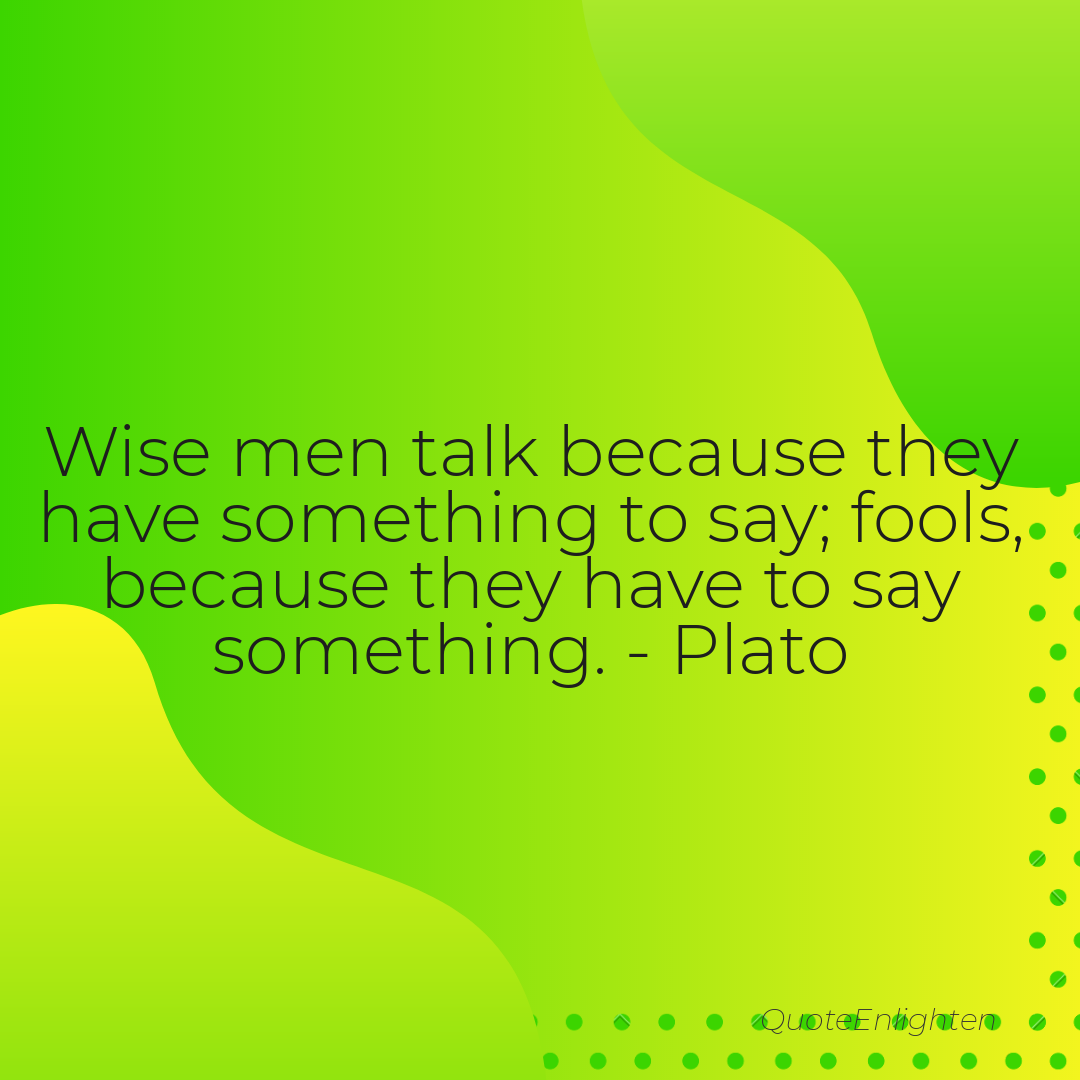 Wise men talk because they
have something to say; fools,
because they have to say
something. - Plato
QuoteEnlighten